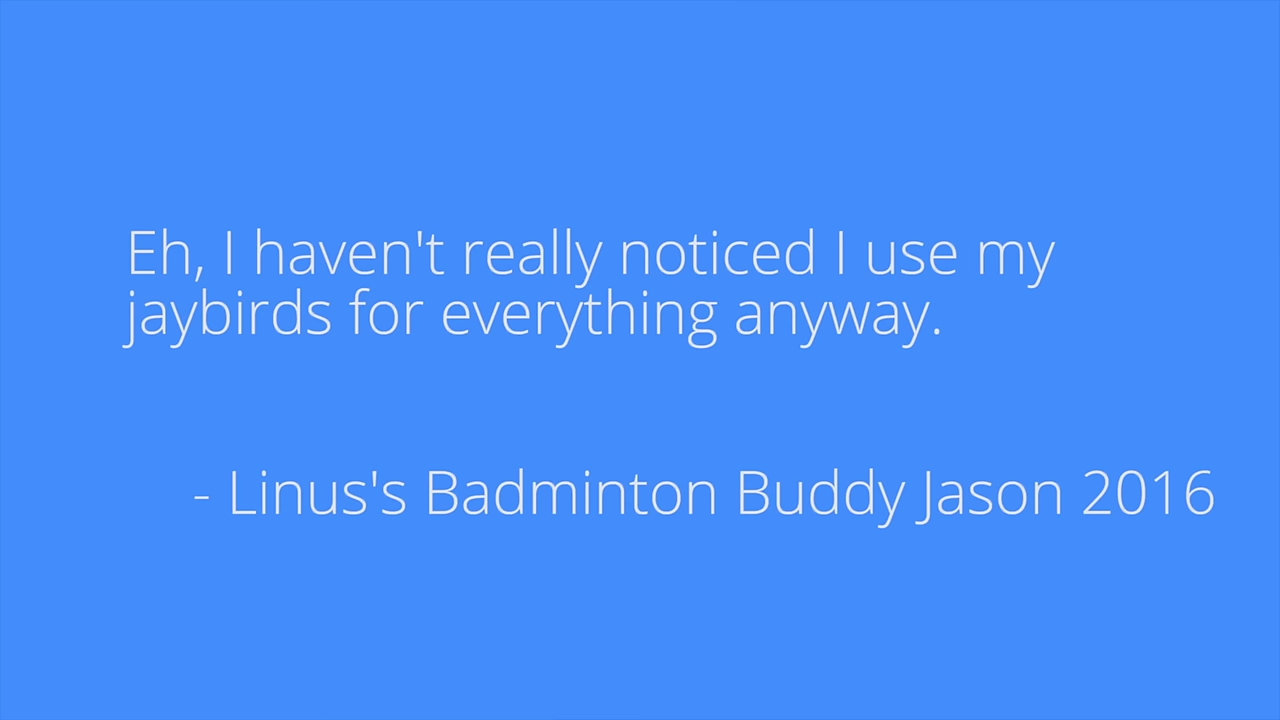 Eh, I haven't really noticed I use my
jaybirds for everything anyway.
- Linus's Badminton Buddy Jason 2016